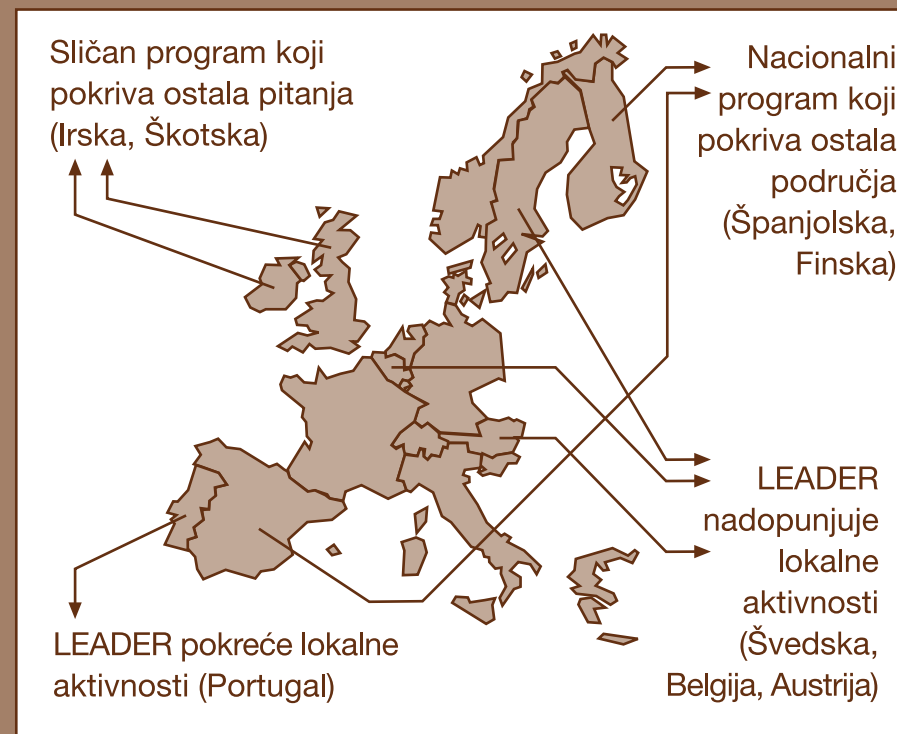 Sličan program koji
pokriva ostala pitanja
(Irska, Škotska)
Nacionalni
program koji
pokriva ostala
područja
(Španjolska,
Finska)
LEADER
nadopunjuje
lokalne
aktivnosti
(Švedska,
Belgija, Austrija)
LEADER pokreće lokalne
aktivnosti (Portugal)